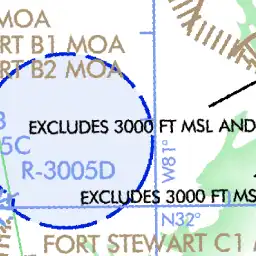 MOA
RT B1 MOA
RT B2 MOA
EXCLUDES 3000 FT MSL AND
5C
R-3005D
W81°
EXCLUDES 3000 FT MS
N32°
FORT STEWART C1 M